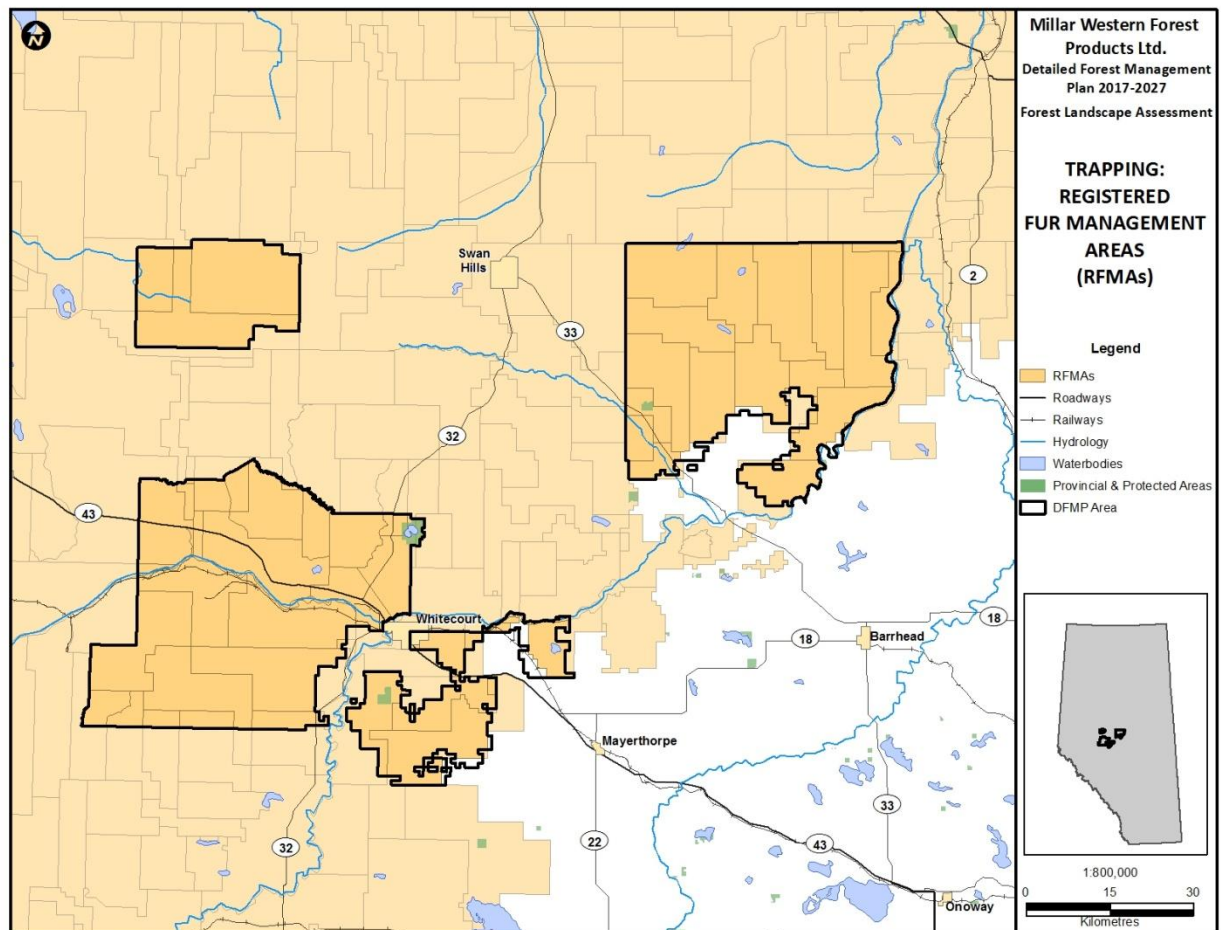 N
Swan
Hills
2
33
32
43
Whitecourt
18
18
Barrhead
Mayerthorpe
33
22
43
32
Onoway
Millar Western Forest
Products Ltd.
Detailed Forest Management
Plan 2017-2027
Forest Landscape Assessment
TRAPPING:
REGISTERED
FUR MANAGEMENT
AREAS
(RFMAs)
Legend
RFMAs
Roadways
Railways
Hydrology
Waterbodies
Provincial & Protected Areas
DFMP Area
1:800,000
0 15 30
Kilometres